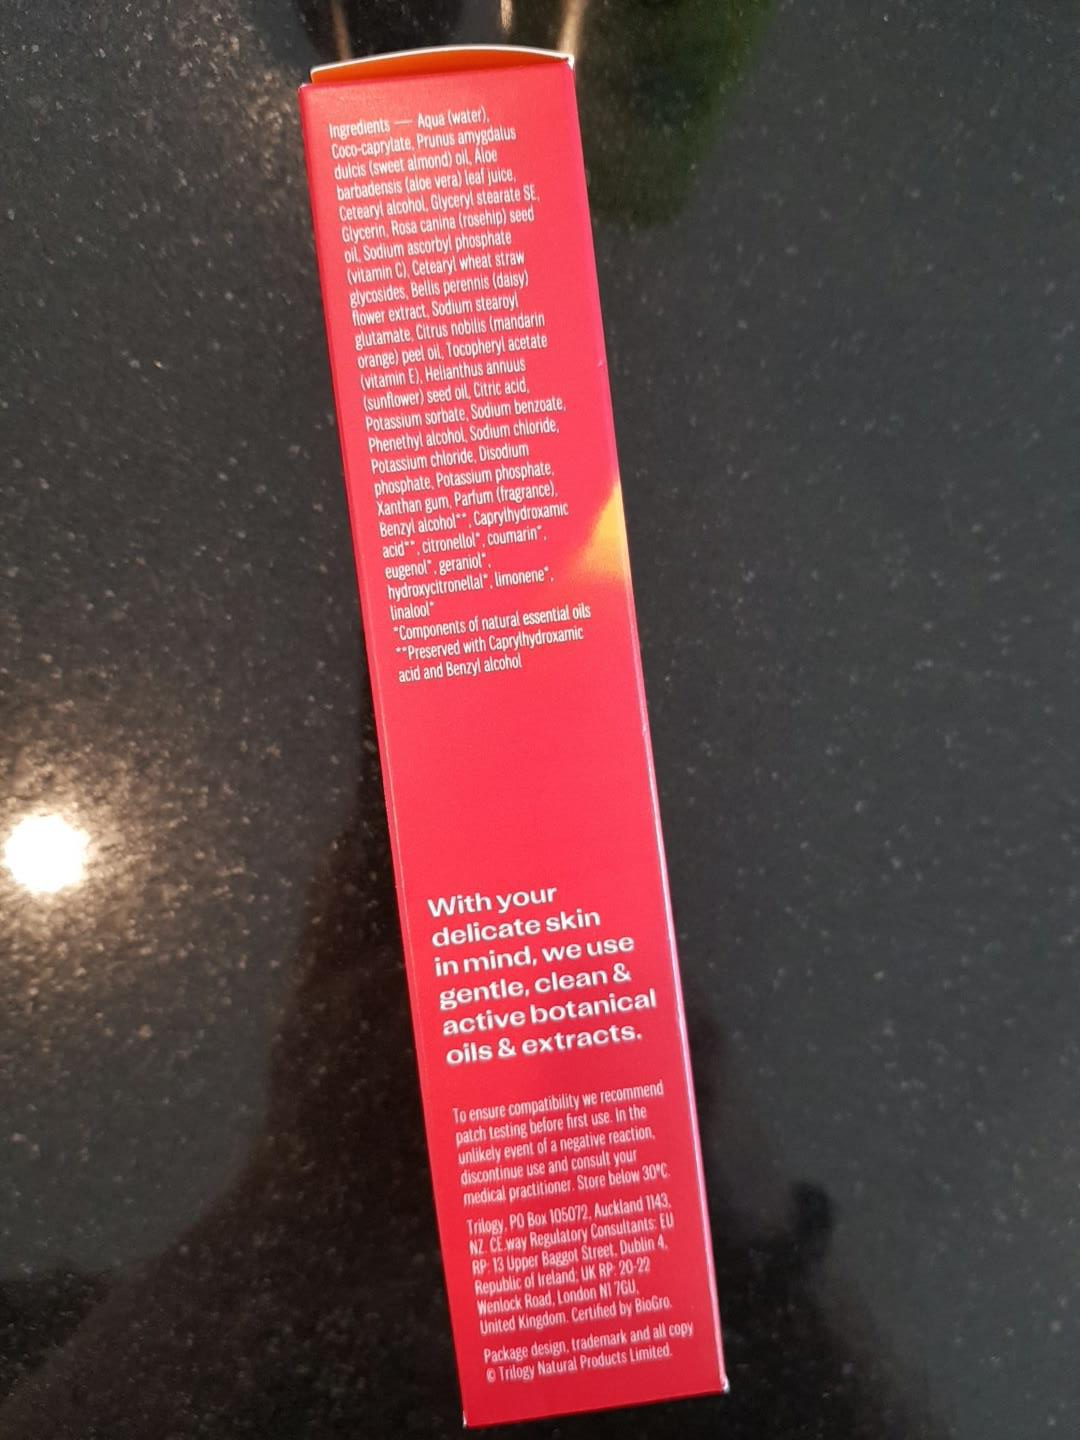 Ingredients — Aqua (water),
Coco-caprylate, Prunus amygdalus
dulcis (sweet almond) oil, Aloe
barbadensis (aloe vera) leaf juice,
Cetearyl alcohol, Glyceryl stearate SE,
Glycerin, Rosa canina (rosehip) seed
oil, Sodium ascorbyl phosphate
(vitamin C), Cetearyl wheat straw
glycosides, Bellis perennis (daisy)
flower extract, Sodium stearoyl
glutamate, Citrus nobilis (mandarin
orange) peel oil, Tocopheryl acetate
(vitamin E), Helianthus annuus
(sunflower) seed oil, Citric acid,
Potassium sorbate, Sodium benzoate,
Phenethyl alcohol, Sodium chloride,
Potassium chloride, Disodium
phosphate, Potassium phosphate,
Xanthan gum, Parfum (fragrance),
Benzyl alcohol**, Caprylhydroxamic
acid**, citronellol*, coumarin*,
eugenol*, geraniol*,
hydroxycitronellal*, limonene*,
linalool*
*Components of natural essential oils
**Preserved with Caprylhydroxamic
acid and Benzyl alcohol
With your
delicate skin
in mind, we use
gentle, clean &
active botanical
oils & extracts.
To ensure compatibility we recommend
patch testing before first use. In the
unlikely event of a negative reaction,
discontinue use and consult your
medical practitioner. Store below 30°C.
Trilogy, PO Box 105072, Auckland 1143,
NZ. CE.way Regulatory Consultants: EU
RP: 13 Upper Baggot Street, Dublin 4,
Republic of Ireland; UK RP: 20-22
Wenlock Road, London N1 7GU,
United Kingdom. Certified by BioGro.
Package design, trademark and all copy
© Trilogy Natural Products Limited.